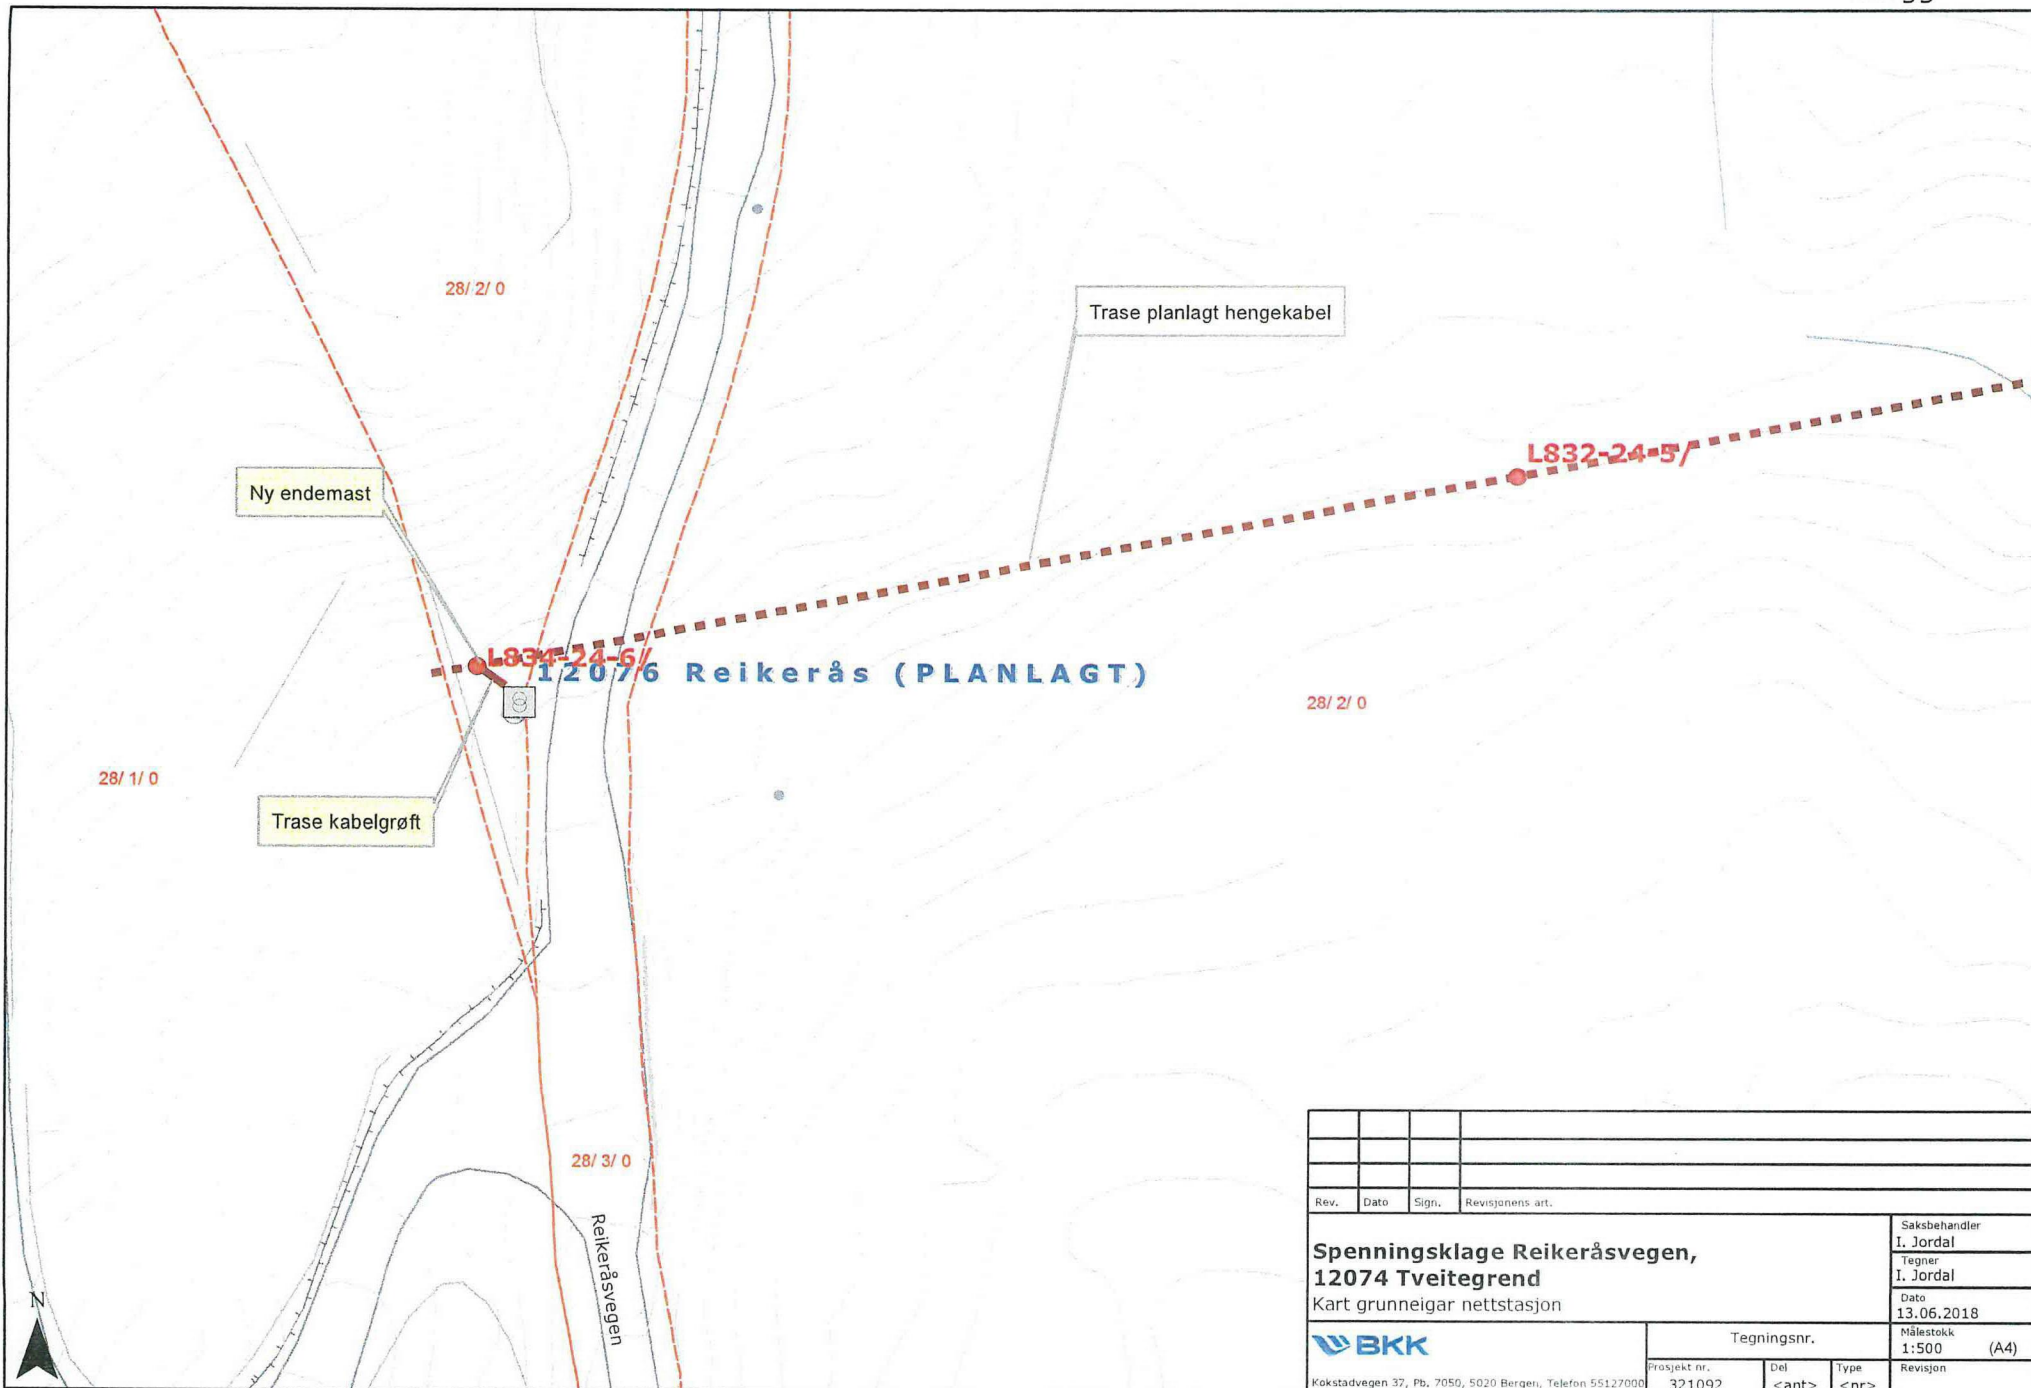 28/ 2/ 0
Trase planlagt hengekabel
L832-24-5/
Ny endemast
L834-24-6/
12076 Reikerås (PLANLAGT)
28/ 2/ 0
28/ 1/ 0
Trase kabelgrøft
28/ 3/ 0
Reikeråsvegen
N
Rev. Dato Sign. Revisjonens art.
Spenningsklage Reikeråsvegen,
12074 Tveitegrend
Kart grunneigar nettstasjon
Saksbehandler
I. Jordal
Tegner
I. Jordal
Dato
13.06.2018
BKK
Tegningsnr.
Målestokk
1:500 (A4)
Kokstadvegen 37, Pb. 7050, 5020 Bergen, Telefon 55127000
Prosjekt nr. Del Type Revisjon
321092 <ant> <nr>